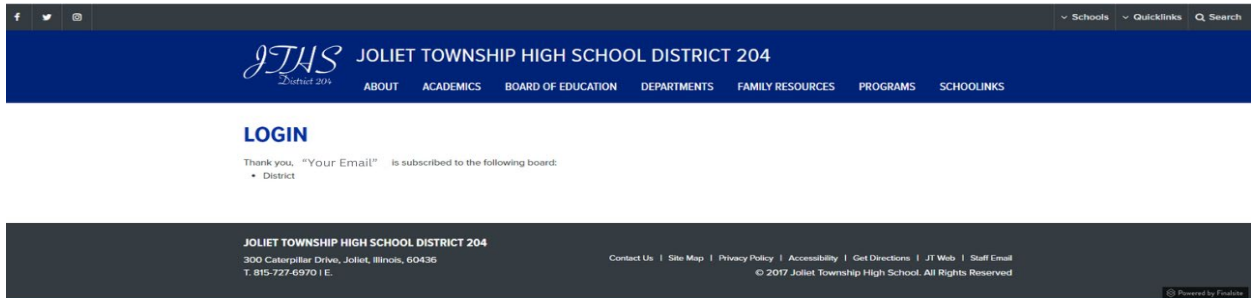 Schools Quicklinks Search
JTHS
District 204
JOLIET TOWNSHIP HIGH SCHOOL DISTRICT 204
ABOUT ACADEMICS BOARD OF EDUCATION DEPARTMENTS FAMILY RESOURCES PROGRAMS SCHOOLINKS
LOGIN
Thank you, "Your Email" is subscribed to the following board:
• District
JOLIET TOWNSHIP HIGH SCHOOL DISTRICT 204
300 Caterpillar Drive, Joliet, Illinois, 60436
T. 815-727-6970 | E.
Contact Us | Site Map | Privacy Policy | Accessibility | Get Directions | JT Web | Staff Email
© 2017 Joliet Township High School. All Rights Reserved
Powered by Finalsite